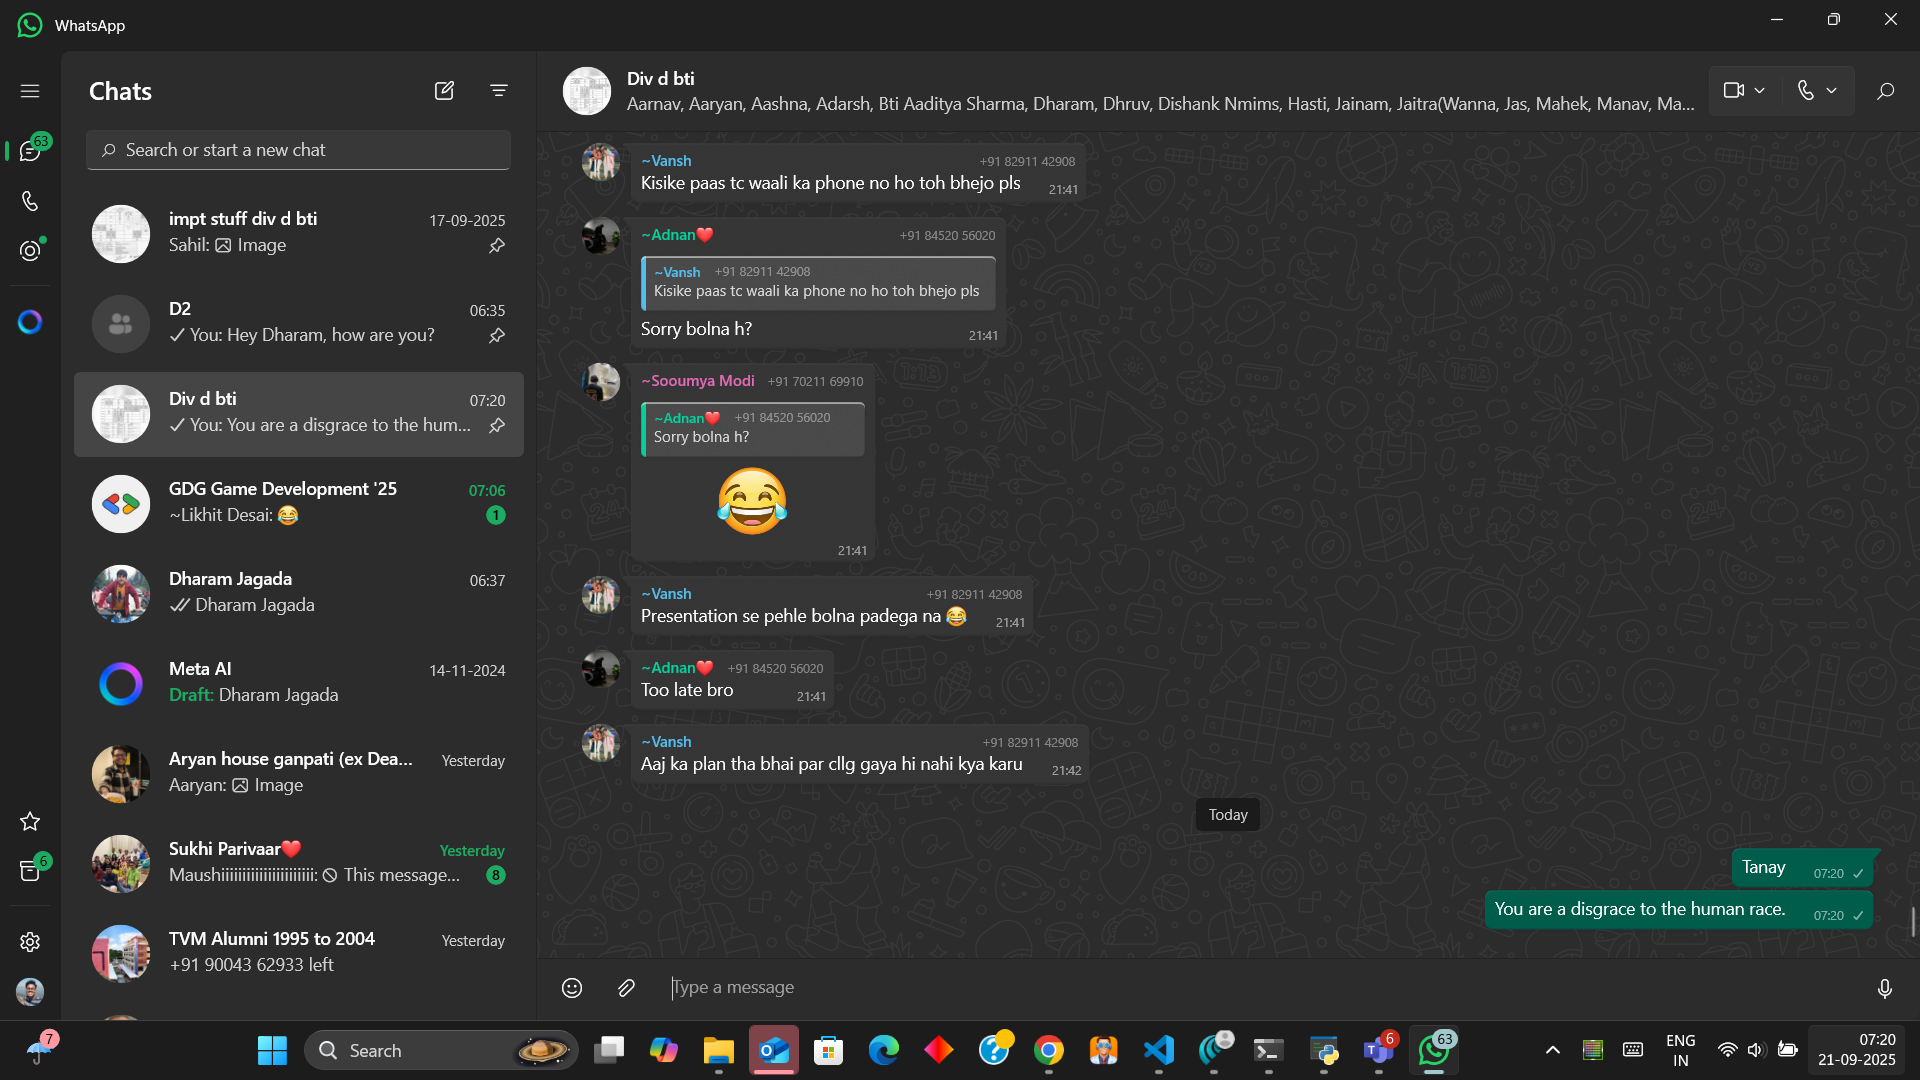 WhatsApp
Chats
Search or start a new chat
63
impt stuff div d bti
17-09-2025
Sahil: Image
D2
06:35
You: Hey Dharam, how are you?
Div d bti
07:20
You: You are a disgrace to the hum...
GDG Game Development '25
07:06
~Likhit Desai: 😂
1
Dharam Jagada
06:37
Dharam Jagada
Meta AI
14-11-2024
Draft: Dharam Jagada
Aryan house ganpati (ex Dea...
Yesterday
Aaryan: Image
Sukhi Parivaar❤️
Yesterday
Maushiiiiiiiiiiiiiiiiiiiiii: This message...
8
6
TVM Alumni 1995 to 2004
Yesterday
+91 90043 62933 left
Div d bti
Aarnav, Aaryan, Aashna, Adarsh, Bti Aaditya Sharma, Dharam, Dhruv, Dishank Nmims, Hasti, Jainam, Jaitra(Wanna, Jas, Mahek, Manav, Ma...
~Vansh +91 82911 42908
Kisike paas tc waali ka phone no ho toh bhejo pls 21:41
~Adnan❤️ +91 84520 56020
~Vansh +91 82911 42908
Kisike paas tc waali ka phone no ho toh bhejo pls
Sorry bolna h? 21:41
~Sooumya Modi +91 70211 69910
~Adnan❤️ +91 84520 56020
Sorry bolna h?
😂
21:41
~Vansh +91 82911 42908
Presentation se pehle bolna padega na 😂 21:41
~Adnan❤️ +91 84520 56020
Too late bro 21:41
~Vansh +91 82911 42908
Aaj ka plan tha bhai par cllg gaya hi nahi kya karu 21:42
Today
Tanay 07:20
You are a disgrace to the human race. 07:20
Type a message
7
Search
6
63
ENG
IN
07:20
21-09-2025